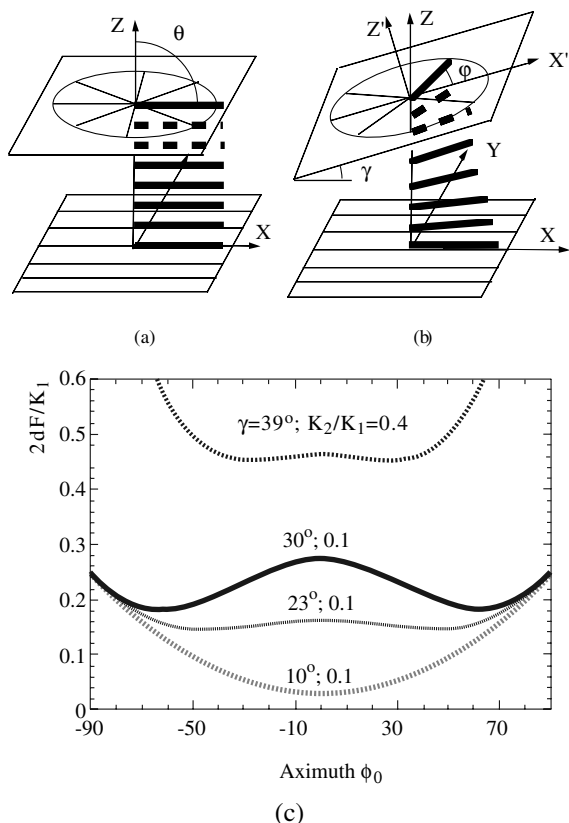 Z
θ
X
(a)
Z'
Z
X'
φ
Y
γ
X
(b)
2dF/K₁
0.6
0.5
0.4
0.3
0.2
0.1
0
γ=39°; K₂/K₁=0.4
30°; 0.1
23°; 0.1
10°; 0.1
-90
-50
-10
30
70
Azimuth ϕ₀
(c)